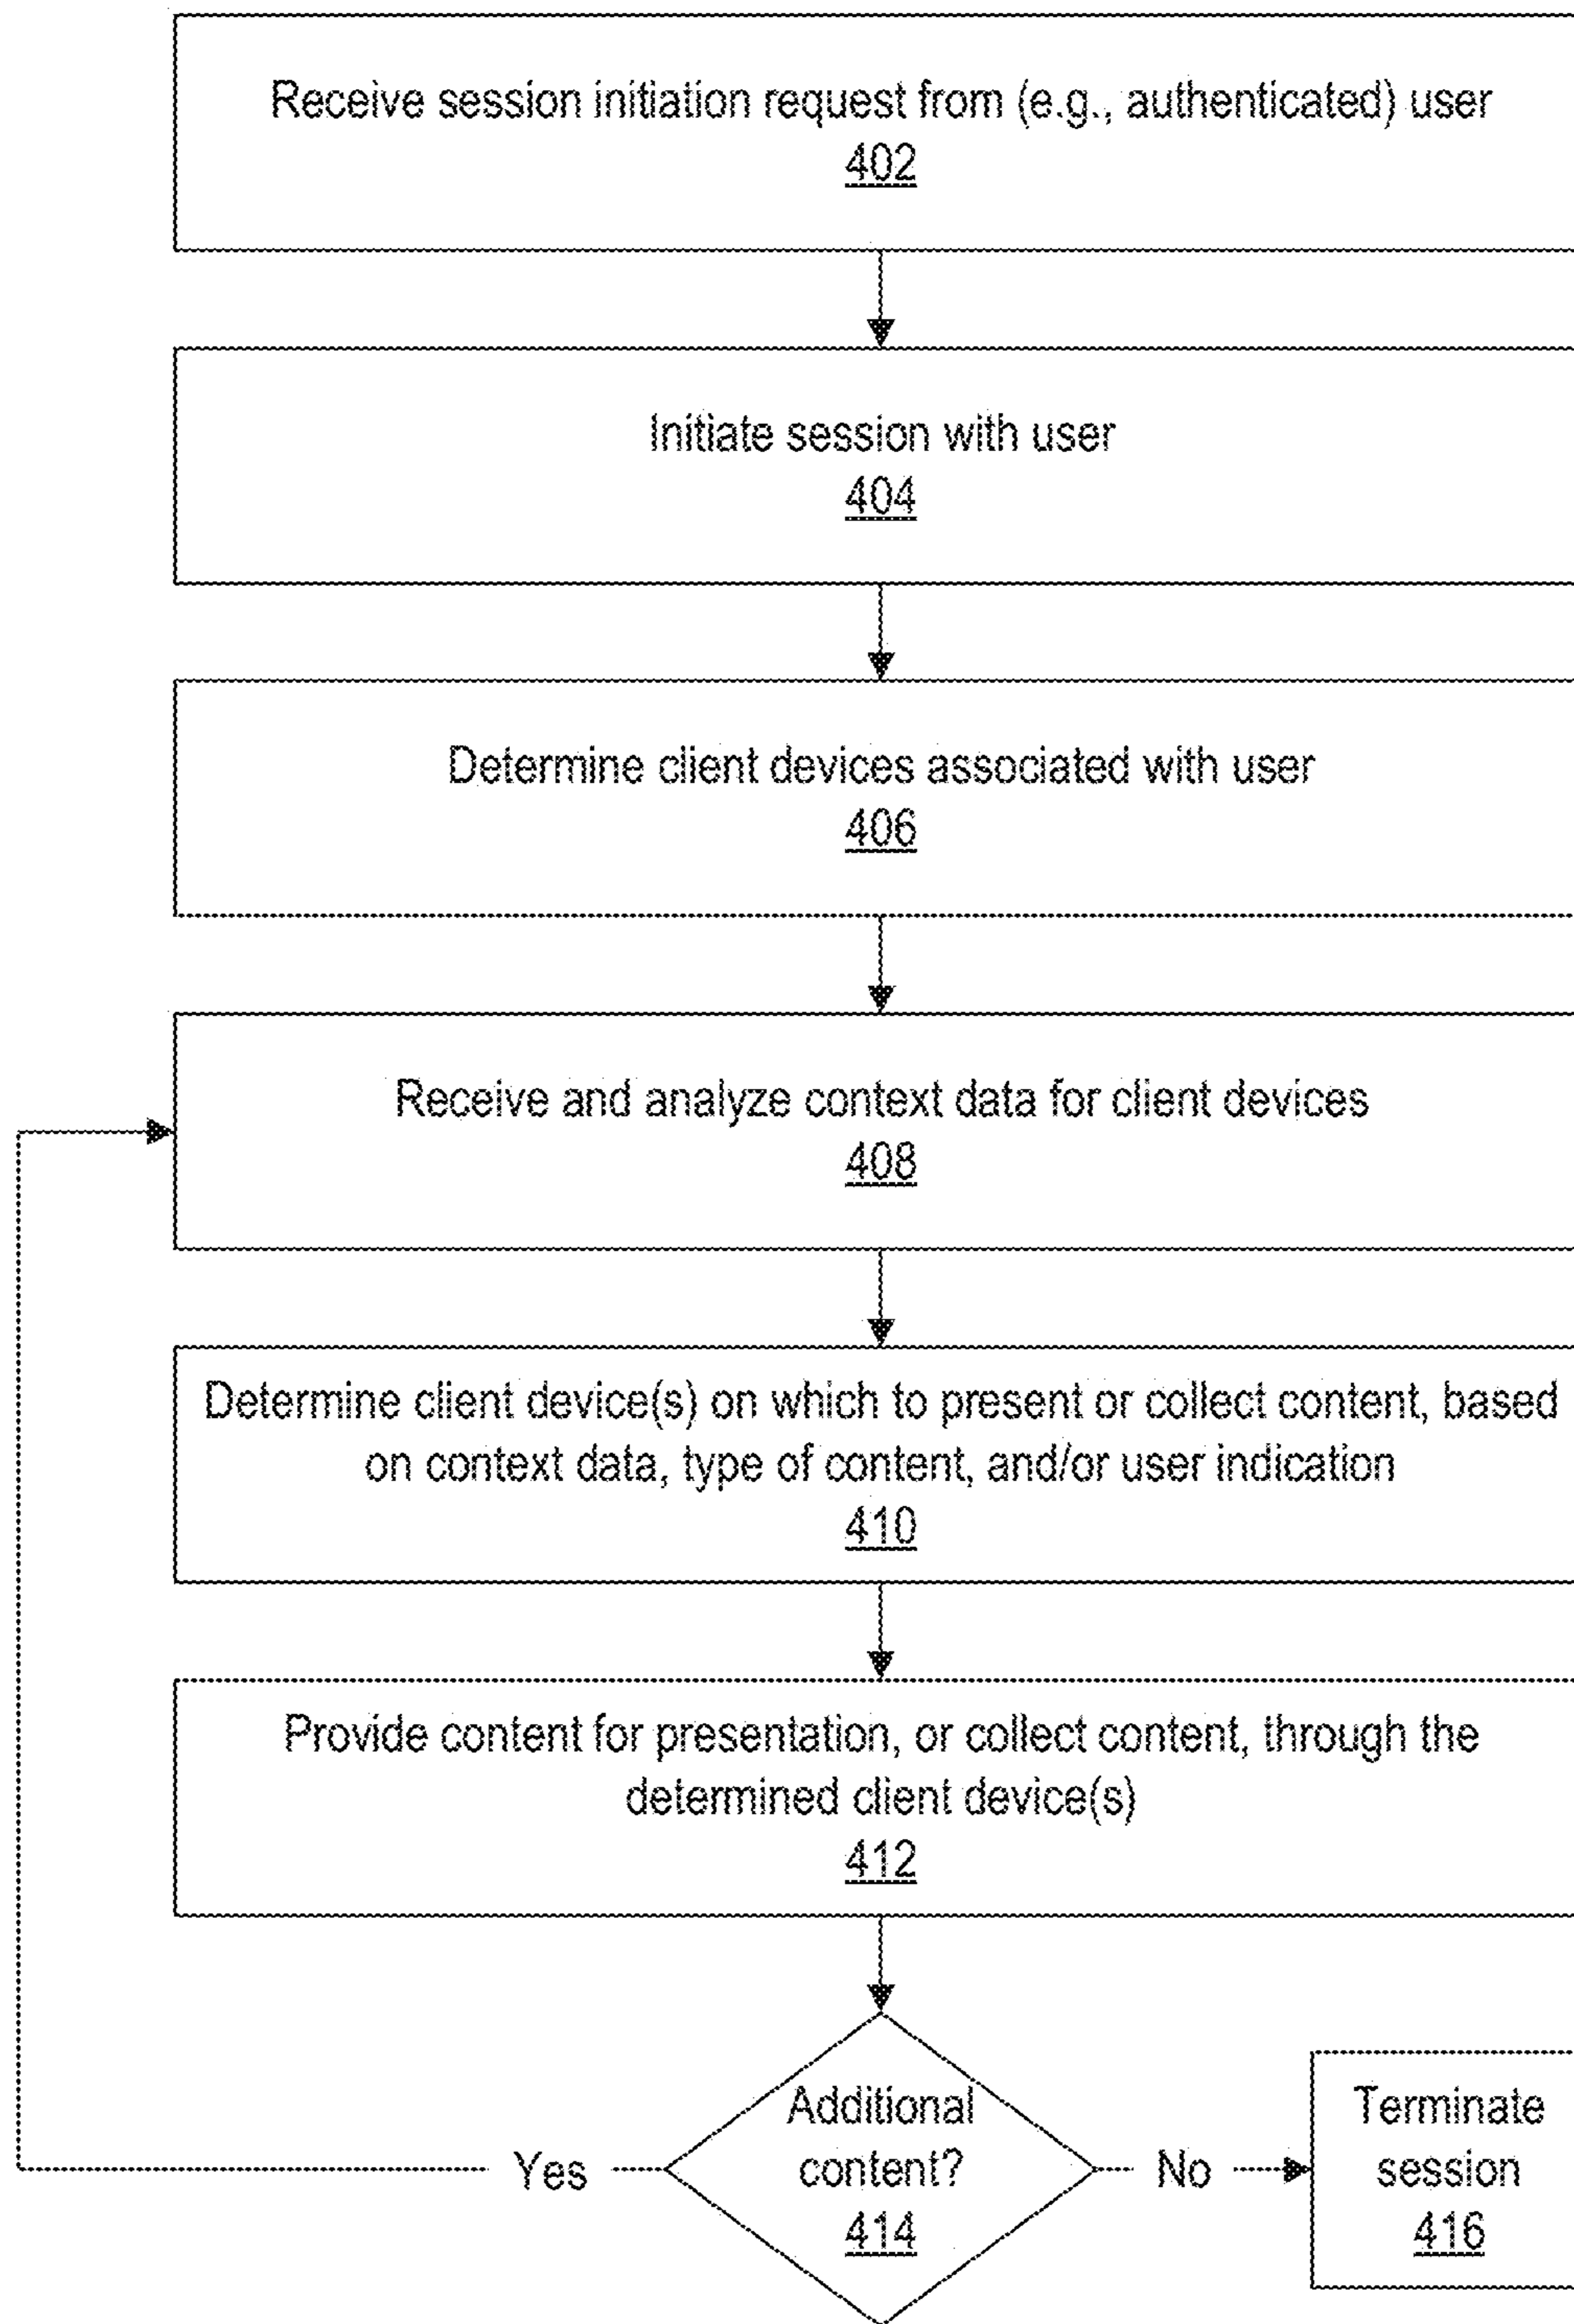 Receive session initiation request from (e.g., authenticated) user
402
Initiate session with user
404
Determine client devices associated with user
406
Receive and analyze context data for client devices
408
Determine client device(s) on which to present or collect content, based
on context data, type of content, and/or user indication
410
Provide content for presentation, or collect content, through the
determined client device(s)
412
Additional
content?
414
Yes
No
Terminate
session
416